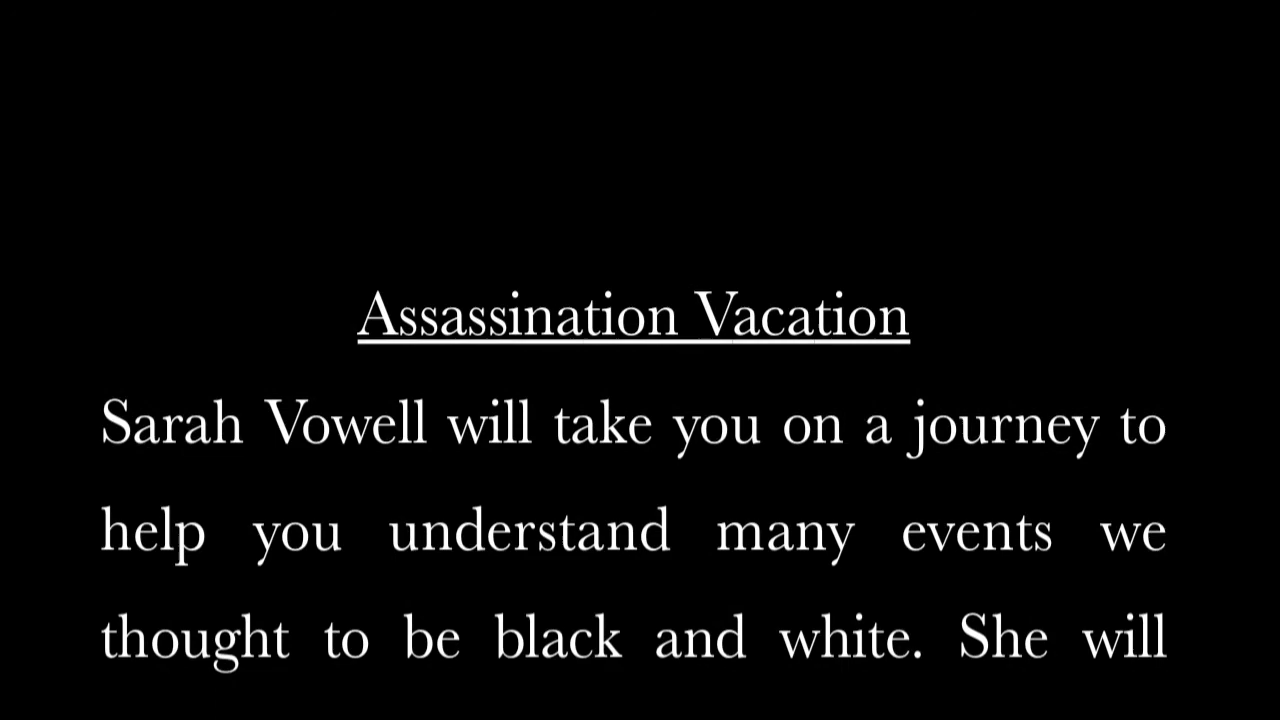 Assassination Vacation
Sarah Vowell will take you on a journey to
help you understand many events we
thought to be black and white. She will